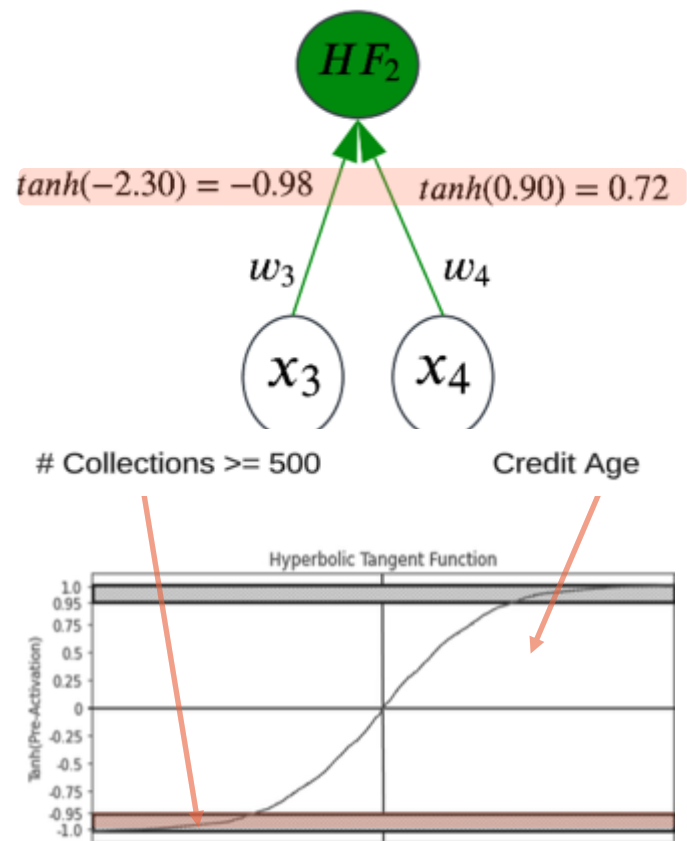 HF₂
tanh(−2.30) = −0.98
tanh(0.90) = 0.72
w₃
w₄
x₃
x₄
# Collections >= 500
Credit Age
Hyperbolic Tangent Function
Tanh(Pre-Activation)
1.0
0.95
0.75
0.5
0.25
0
-0.25
-0.5
-0.75
-0.95
-1.0